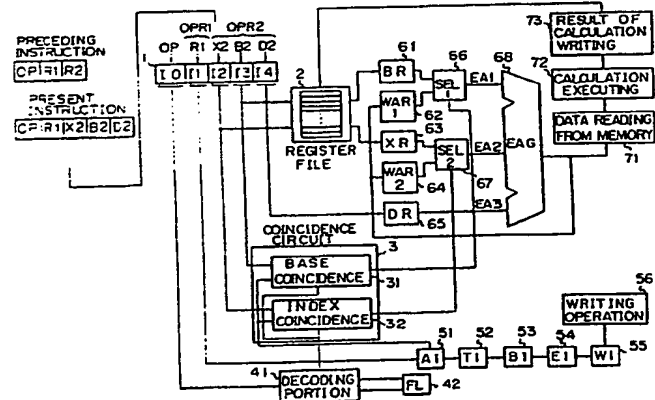 73
RESULT OF
CALCULATION
WRITING
OPR1 OPR2
OP R1 X2 B2 D2
PRECEDING
INSTRUCTION
OP R1 R2
1
I0 I1 I2 I3 I4
PRESENT
INSTRUCTION
OP R1 X2 B2 D2
2
REGISTER
FILE
61
BR
WAR
1
62
63
XR
WAR
2
64
DR
65
66
SEL
1
SEL
2
67
EA1
EA2
EA3
68
EAG
72
CALCULATION
EXECUTING
DATA READING
FROM MEMORY
71
COINCIDENCE
CIRCUIT
3
BASE
COINCIDENCE
31
INDEX
COINCIDENCE
32
56
WRITING
OPERATION
51 52 53 54
A1 T1 B1 E1 W1
55
41
DECODING
PORTION
FL
42